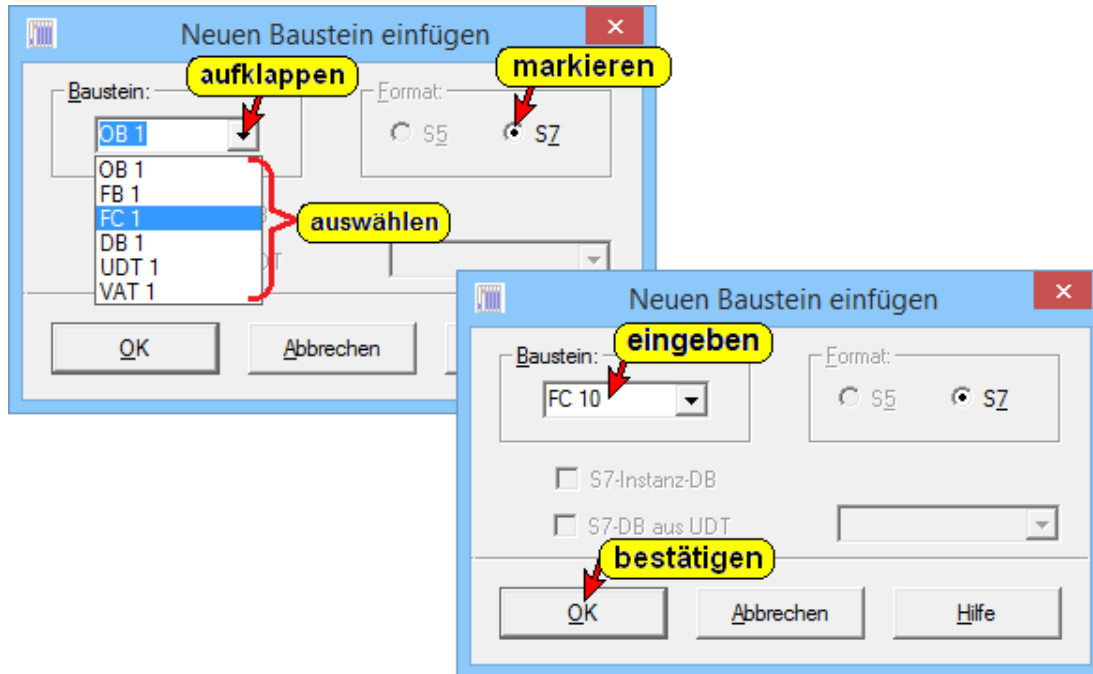 Neuen Baustein einfügen
aufklappen
markieren
Baustein:
Format:
OB 1
S5
S7
OB 1
FB 1
FC 1
DB 1
UDT 1
VAT 1
auswählen
OK
Abbrechen
Neuen Baustein einfügen
eingeben
Baustein:
Format:
FC 10
S5
S7
S7-Instanz-DB
S7-DB aus UDT
bestätigen
OK
Abbrechen
Hilfe